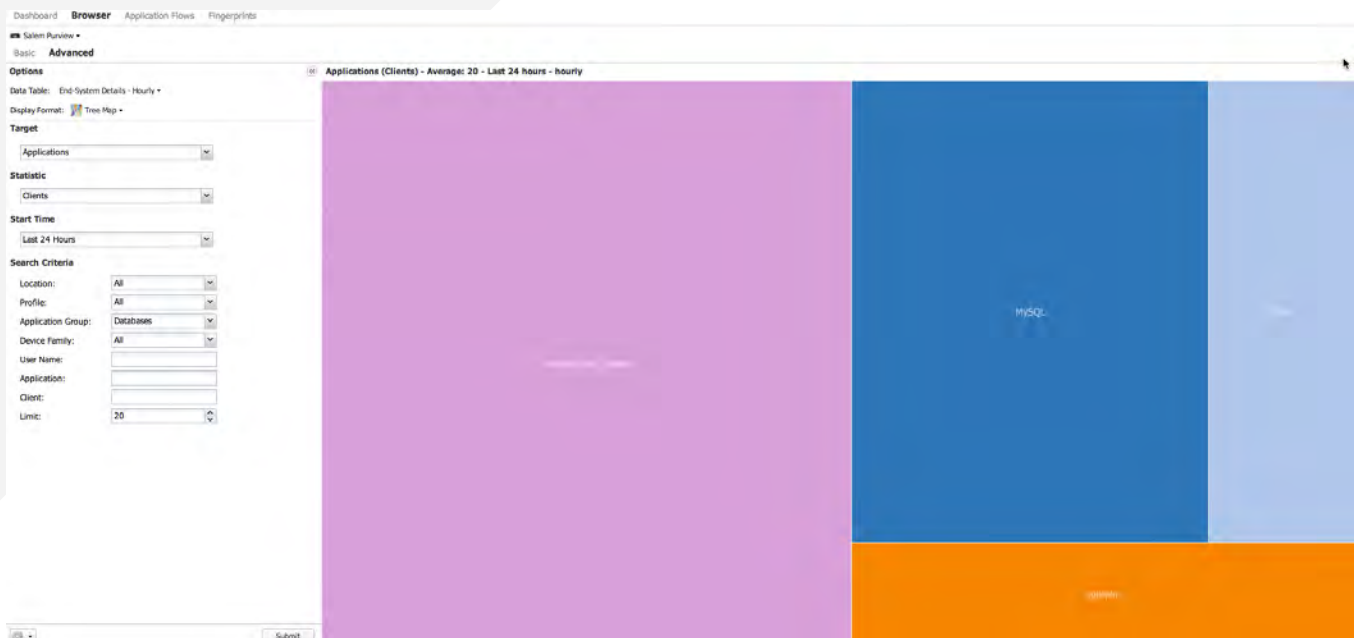 Dashboard Browser Application Flows Fingerprints
Salem Purview
Basic Advanced
Options
Applications (Clients) - Average: 20 - Last 24 hours - hourly
Data Table: End-System Details - Hourly
Display Format: Tree Map
Target
Applications
Statistic
Clients
Start Time
Last 24 Hours
Search Criteria
Location: All
Profile: All
Application Group: Databases
Device Family: All
User Name:
Application:
Client:
Limit: 20
MySQL
Submit